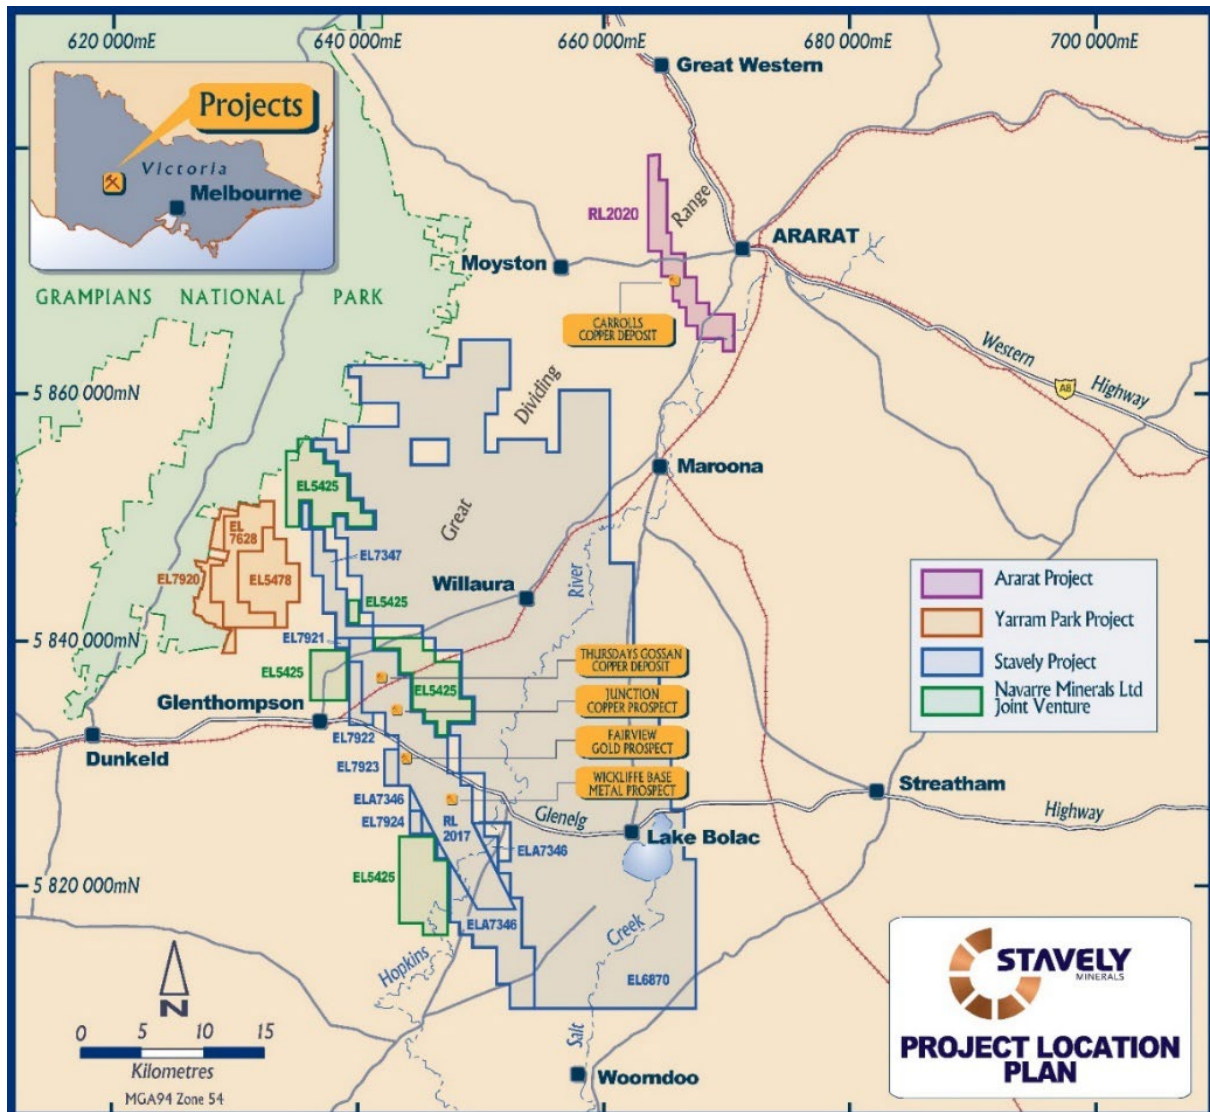 620 000mE
640 000mE
660 000mE
680 000mE
700 000mE
Great Western
Projects
Victoria
Melbourne
RL2020
Range
ARARAT
Moyston
GRAMPIANS NATIONAL PARK
CARROLLS
COPPER DEPOSIT
Western Highway
A8
5 860 000mN
Dividing
Maroona
EL5425
Great
EL
7628
EL7347
EL7920
EL5478
Willaura
River
EL5425
Ararat Project
Yarram Park Project
Stavely Project
Navarre Minerals Ltd
Joint Venture
5 840 000mN
EL7921
EL5425
THURSDAYS GOSSAN
COPPER DEPOSIT
EL5425
JUNCTION
COPPER PROSPECT
Glenthompson
EL7922
FAIRVIEW
GOLD PROSPECT
Dunkeld
EL7923
WICKLIFFE BASE
METAL PROSPECT
Streatham
ELA7346
EL7924
RL
2017
Glenelg Highway
Lake Bolac
ELA7346
EL5425
5 820 000mN
ELA7346
Creek
Hopkins
EL6870
STAVELY
MINERALS
PROJECT LOCATION
PLAN
N
0 5 10 15
Kilometres
MGA94 Zone 54
Salt
Woorndoo